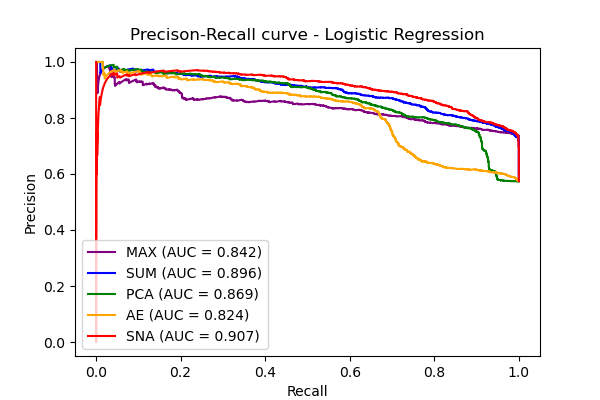 Precison-Recall curve - Logistic Regression
1.0
0.8
0.6
0.4
0.2
0.0
Precision
MAX (AUC = 0.842)
SUM (AUC = 0.896)
PCA (AUC = 0.869)
AE (AUC = 0.824)
SNA (AUC = 0.907)
0.0 0.2 0.4 0.6 0.8 1.0
Recall